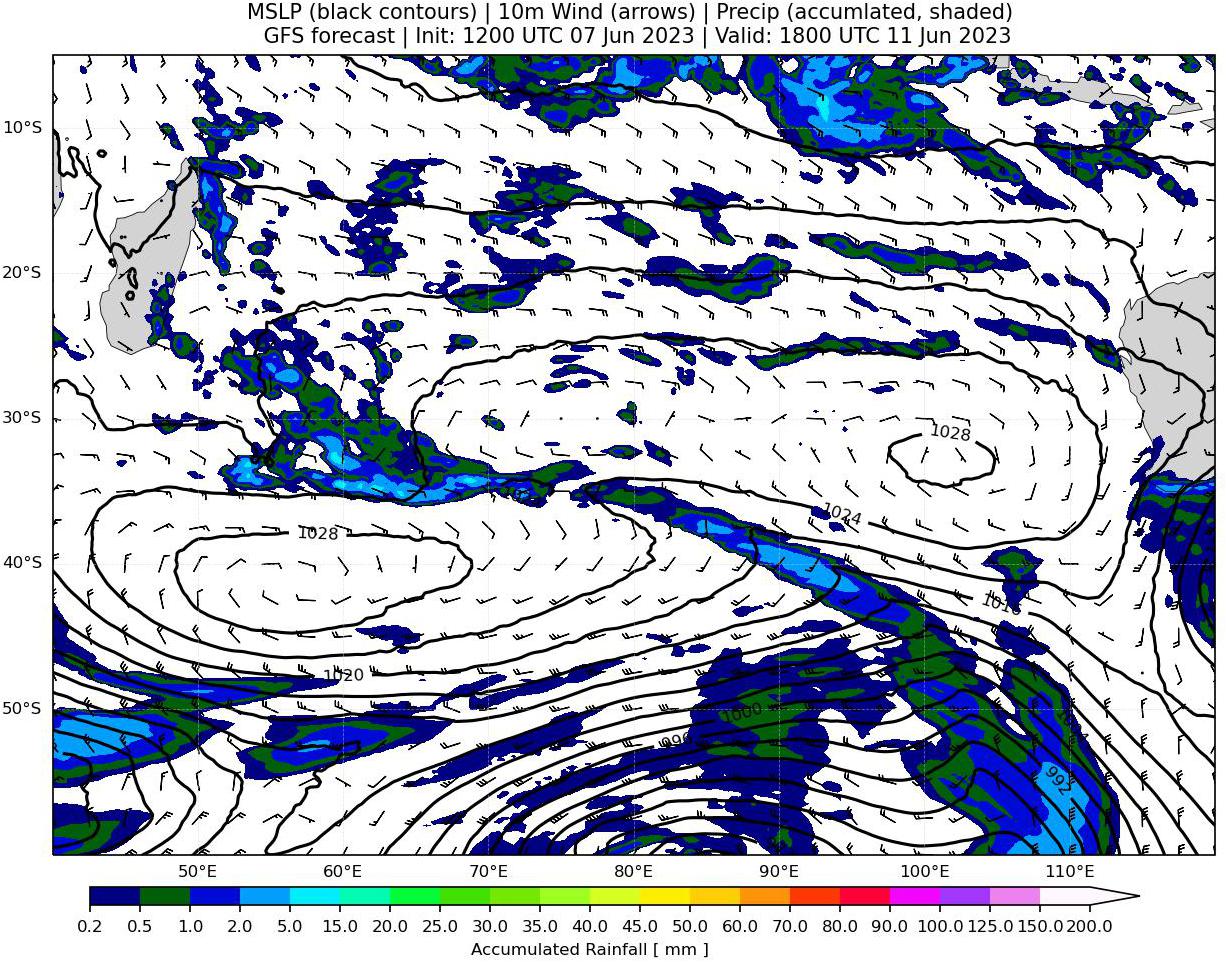 MSLP (black contours) | 10m Wind (arrows) | Precip (accumlated, shaded)
GFS forecast | Init: 1200 UTC 07 Jun 2023 | Valid: 1800 UTC 11 Jun 2023
10°S
20°S
30°S
1028
1024
1028
40°S
1016
1020
50°S
1000
996
992
50°E 60°E 70°E 80°E 90°E 100°E 110°E
0.2 0.5 1.0 2.0 5.0 10.0 15.0 20.0 25.0 30.0 35.0 40.0 45.0 50.0 60.0 70.0 80.0 90.0 100.0 125.0 150.0 200.0
Accumulated Rainfall [ mm ]